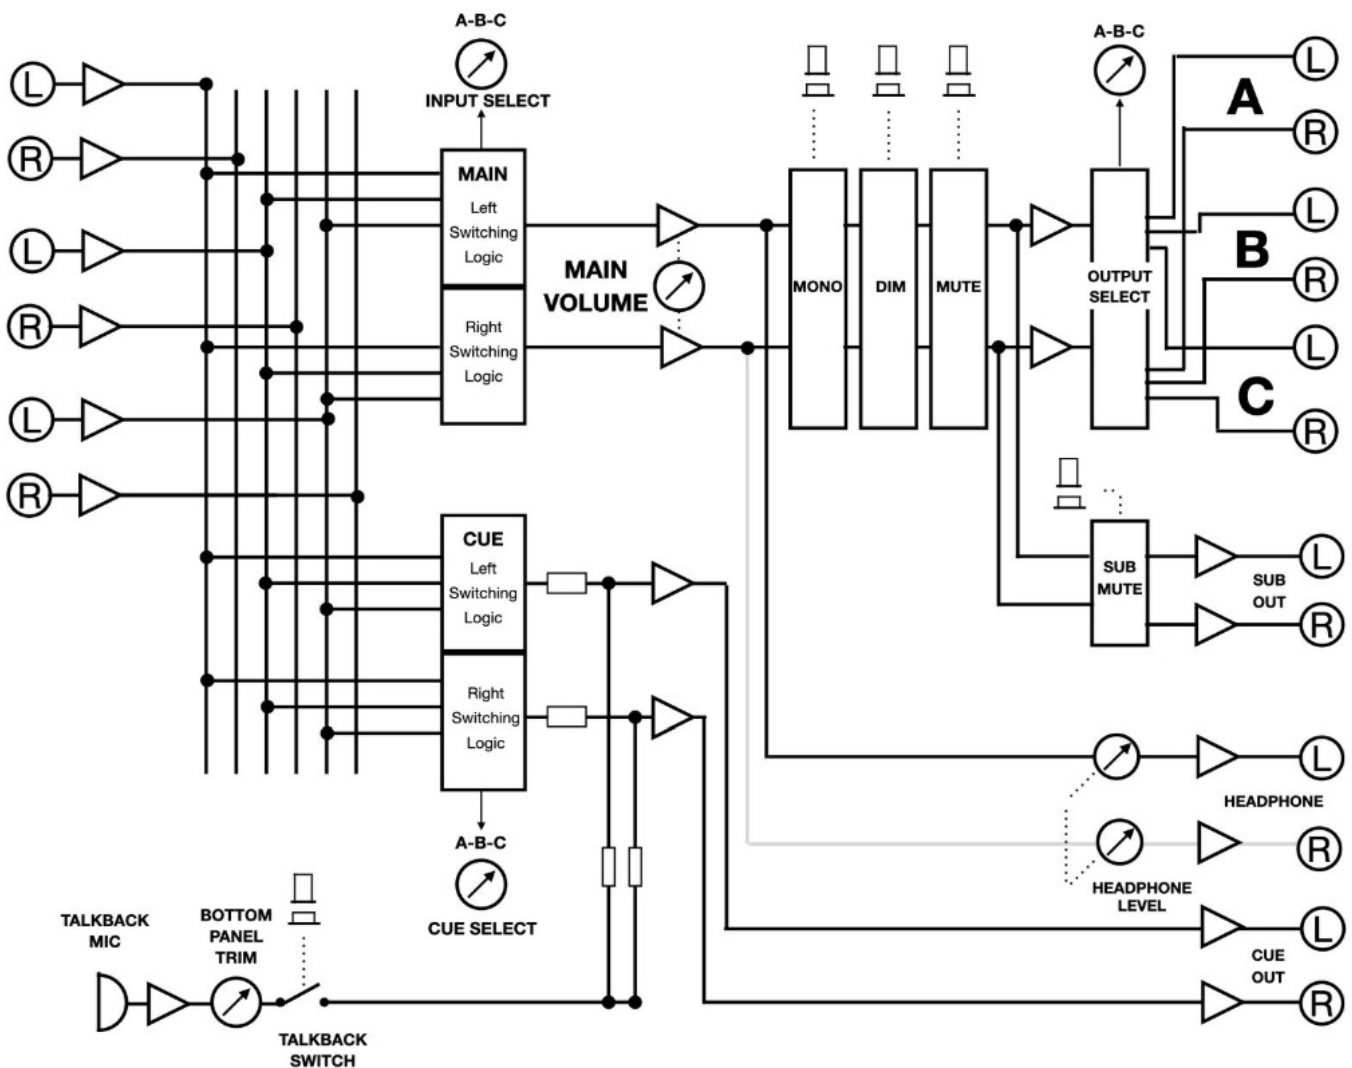 A-B-C
INPUT SELECT
A-B-C
L
R
L
R
L
R
MAIN
Left
Switching
Logic
Right
Switching
Logic
MAIN
VOLUME
MONO
DIM
MUTE
OUTPUT
SELECT
A
B
C
L
R
L
R
L
R
CUE
Left
Switching
Logic
Right
Switching
Logic
A-B-C
CUE SELECT
SUB
MUTE
SUB
OUT
L
R
HEADPHONE
L
R
HEADPHONE
LEVEL
CUE
OUT
L
R
TALKBACK
MIC
BOTTOM
PANEL
TRIM
TALKBACK
SWITCH